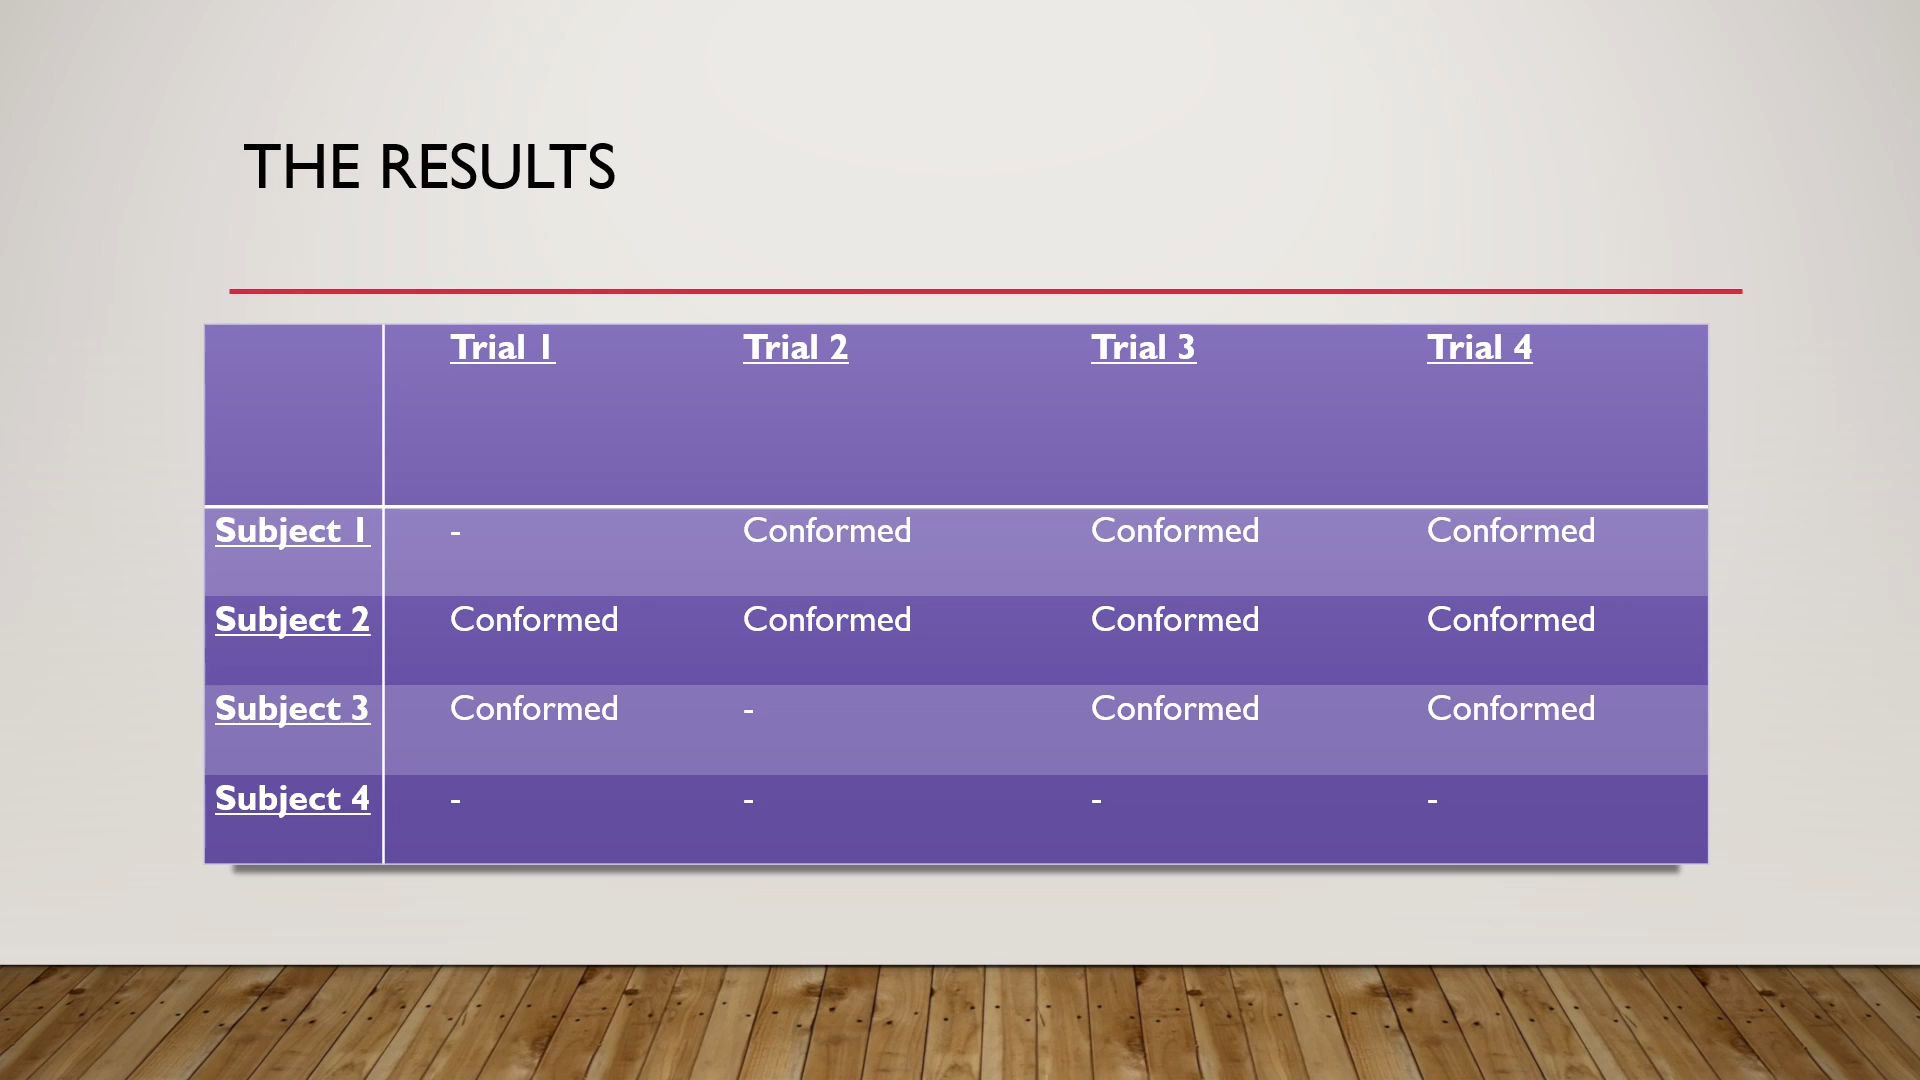 THE RESULTS
Trial 1 Trial 2 Trial 3 Trial 4
Subject 1 - Conformed Conformed Conformed
Subject 2 Conformed Conformed Conformed Conformed
Subject 3 Conformed - Conformed Conformed
Subject 4 - - - -